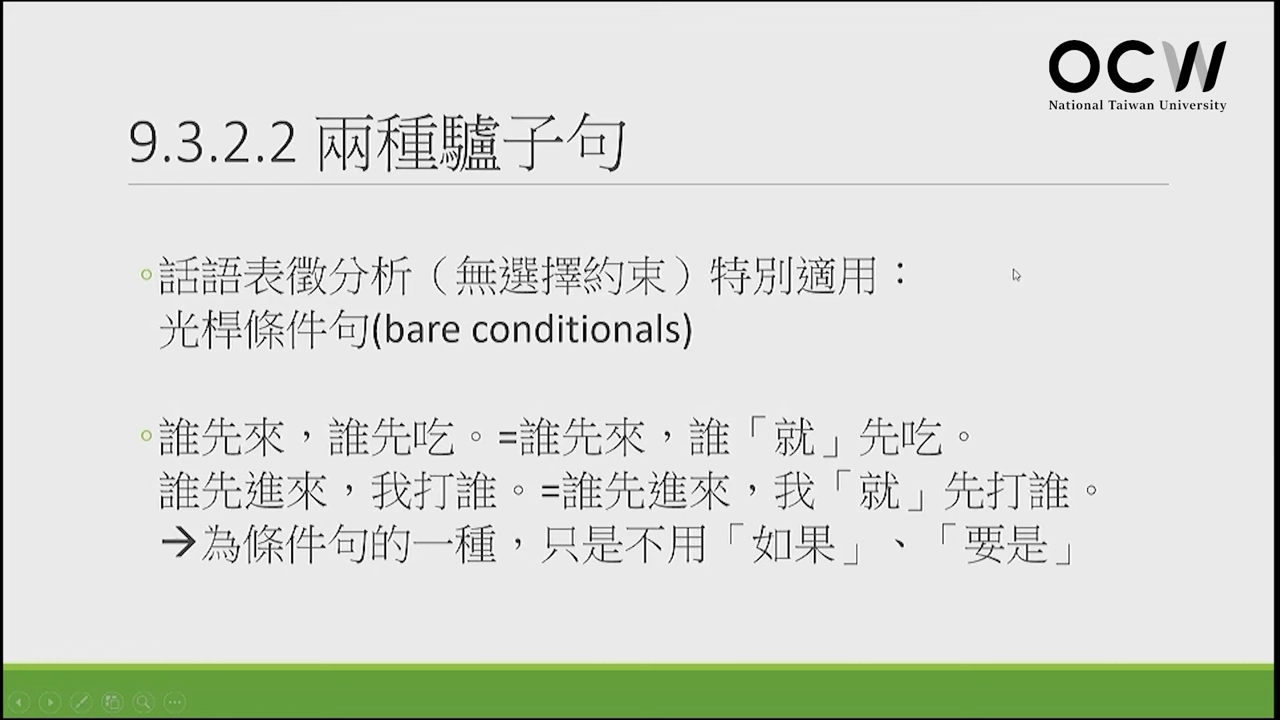 OCW
National Taiwan University
9.3.2.2 兩種驢子句
話語表徵分析（無選擇約束）特別適用：
光桿條件句(bare conditionals)
誰先來，誰先吃。=誰先來，誰「就」先吃。
誰先進來，我打誰。=誰先進來，我「就」先打誰。
→為條件句的一種，只是不用「如果」、「要是」